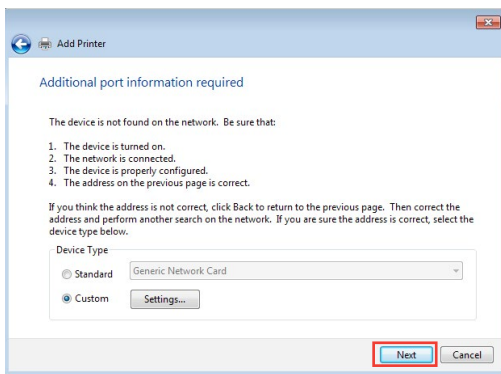 Add Printer
Additional port information required
The device is not found on the network. Be sure that:
1. The device is turned on.
2. The network is connected.
3. The device is properly configured.
4. The address on the previous page is correct.
If you think the address is not correct, click Back to return to the previous page. Then correct the
address and perform another search on the network. If you are sure the address is correct, select the
device type below.
Device Type
Standard
Generic Network Card
Custom
Settings...
Next
Cancel